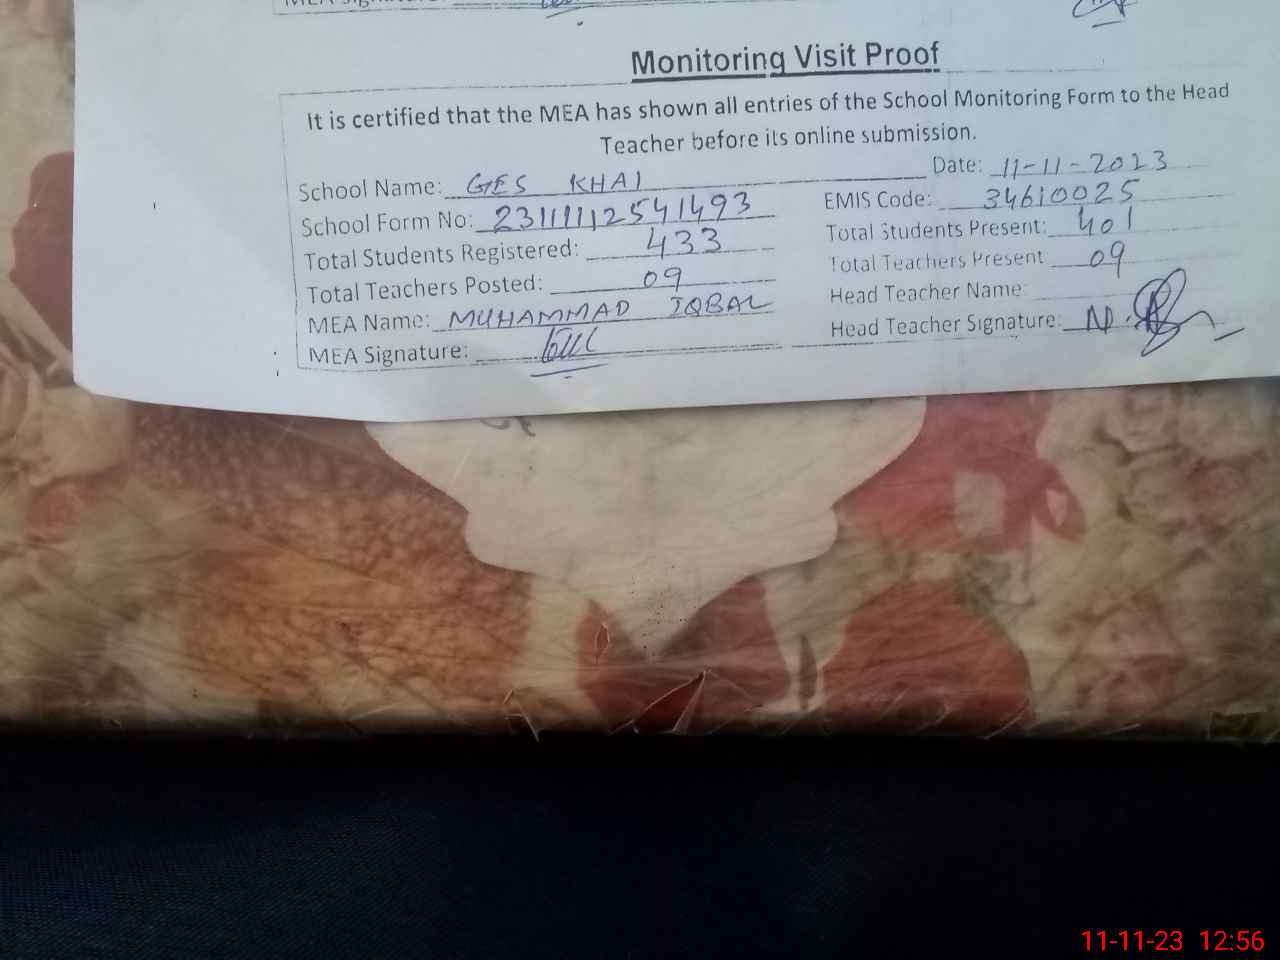 Monitoring Visit Proof
It is certified that the MEA has shown all entries of the School Monitoring Form to the Head
Teacher before its online submission.
School Name: GES KHAI Date: 11-11-2023
School Form No: 23111112541493 EMIS Code: 34610025
Total Students Registered: 433 Total Students Present: 401
Total Teachers Posted: 09 Total Teachers Present 09
MEA Name: MUHAMMAD IQBAL Head Teacher Name
MEA Signature: Head Teacher Signature:
11-11-23 12:56